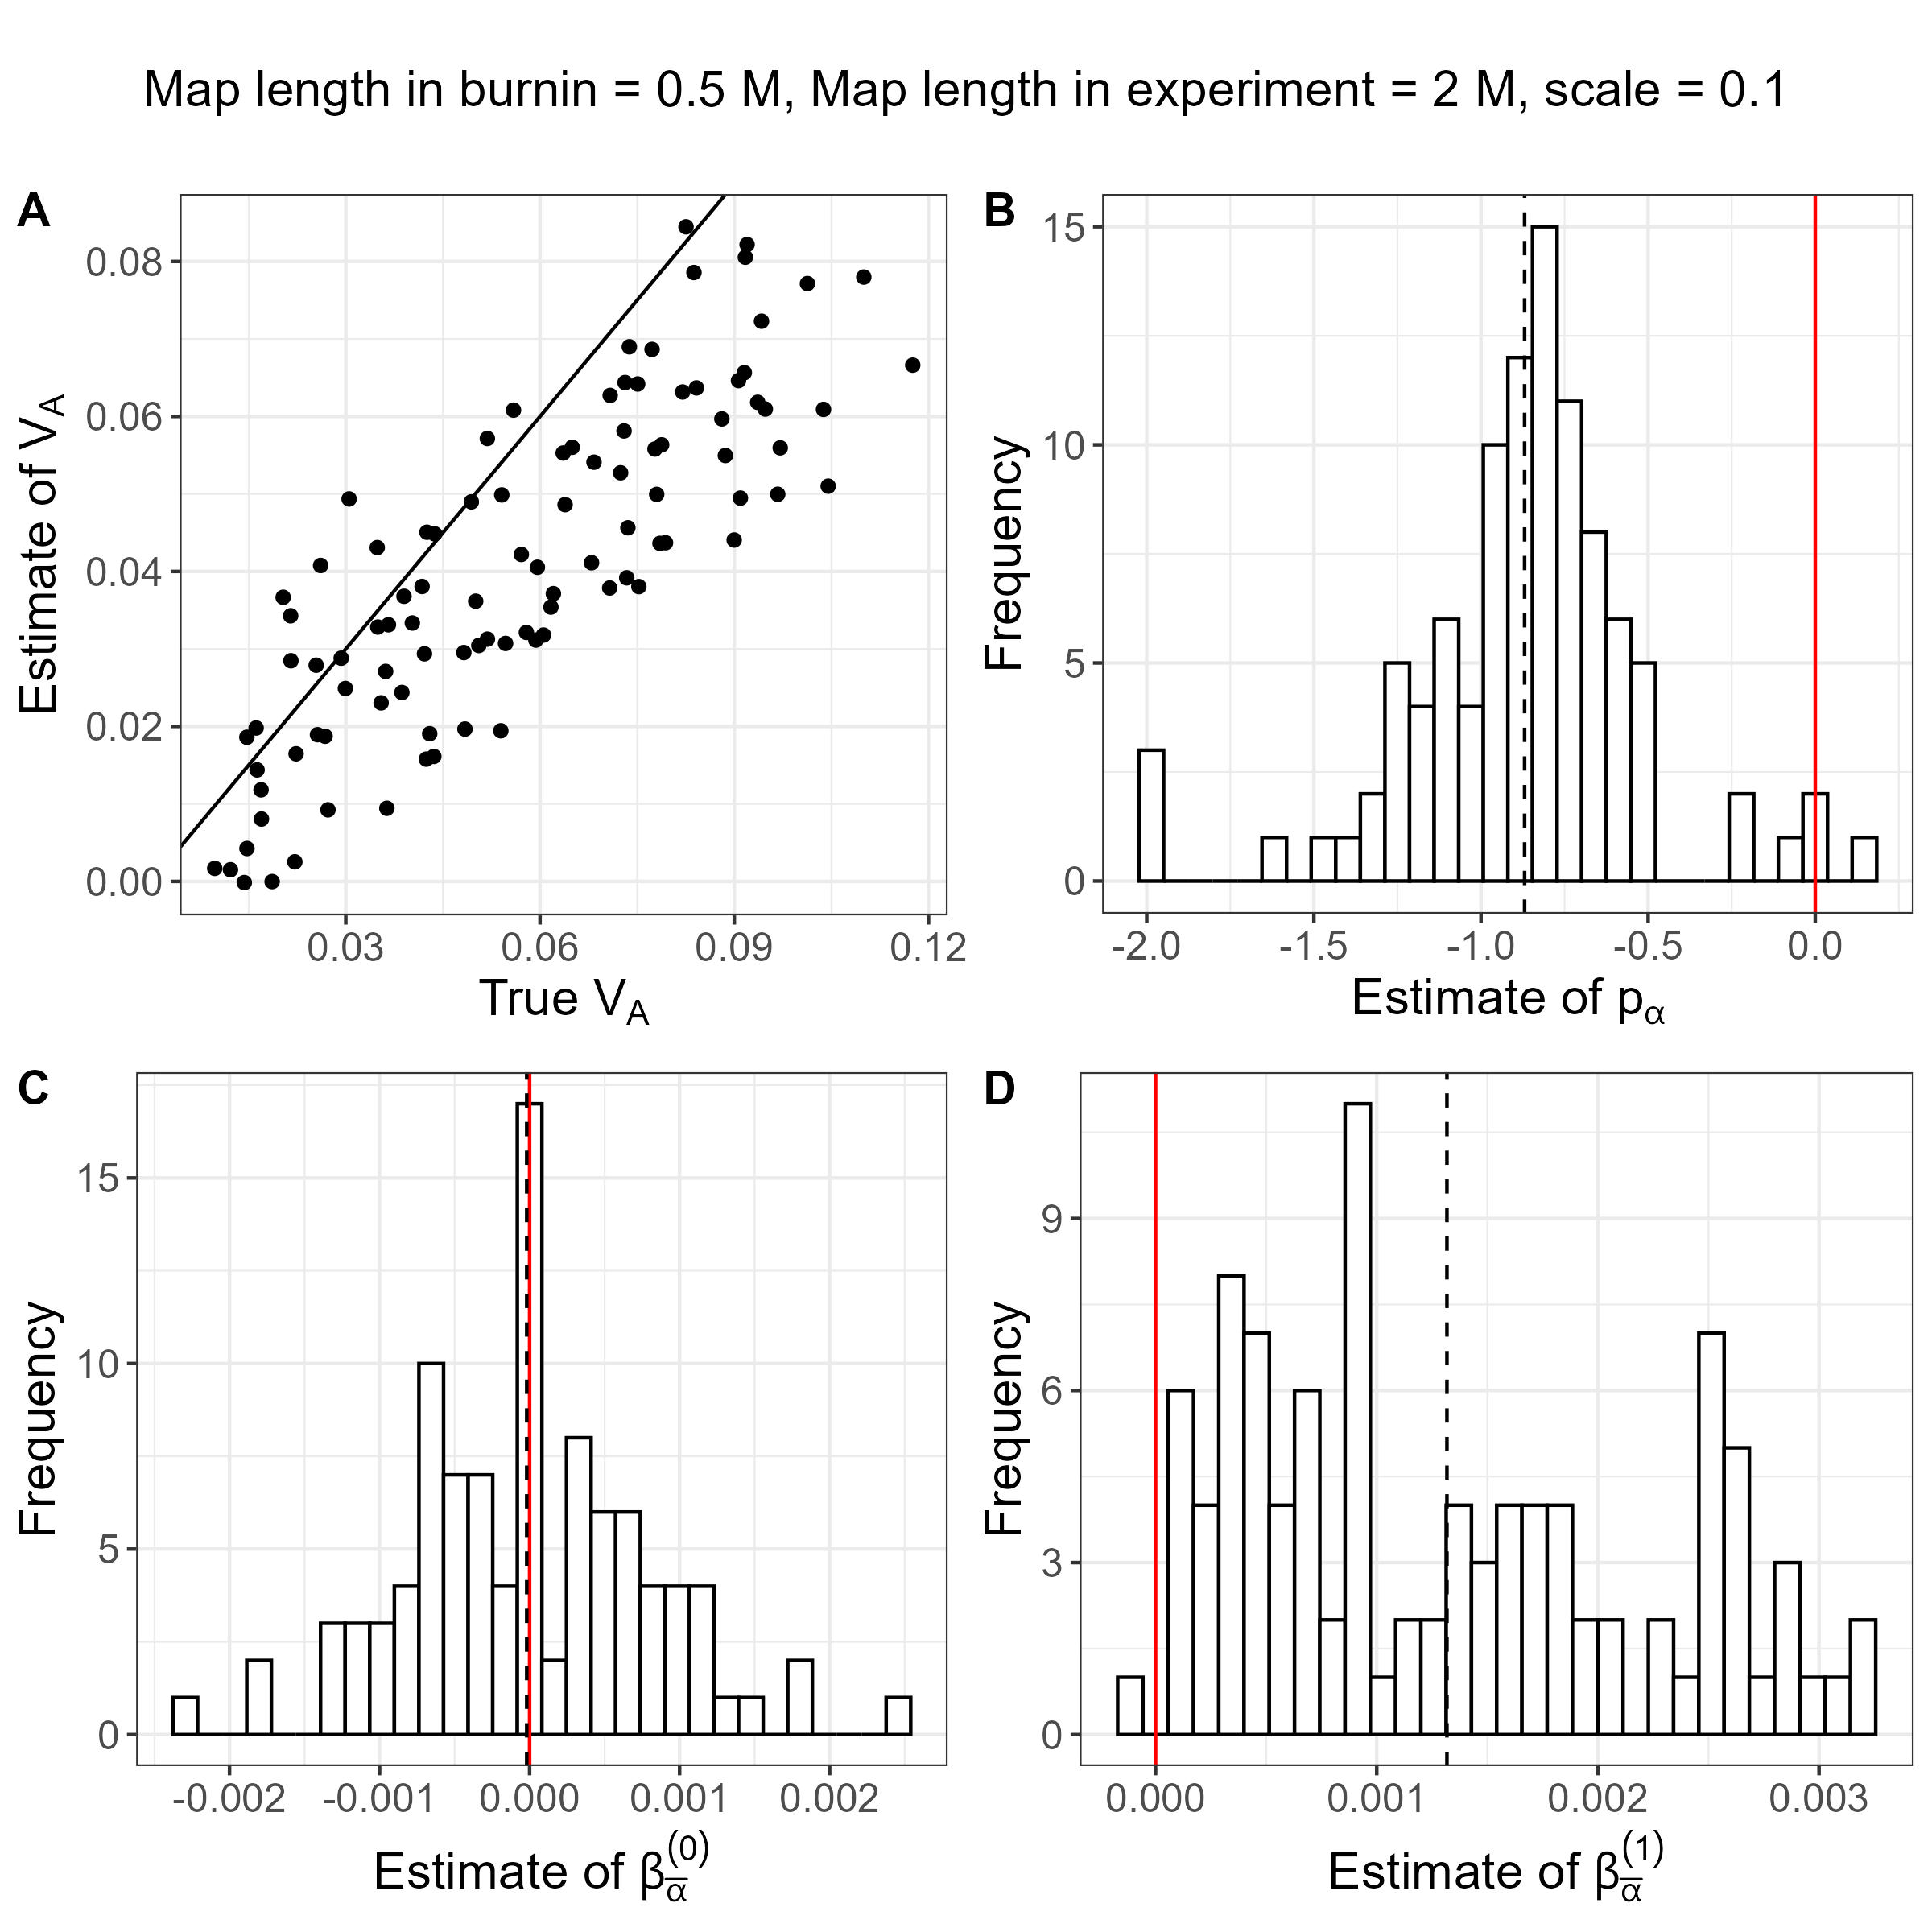 Map length in burnin = 0.5 M, Map length in experiment = 2 M, scale = 0.1
A
Estimate of V_A
0.08
0.06
0.04
0.02
0.00
0.03 0.06 0.09 0.12
True V_A
B
Frequency
15
10
5
0
-2.0 -1.5 -1.0 -0.5 0.0
Estimate of p_α
C
Frequency
15
10
5
0
-0.002 -0.001 0.000 0.001 0.002
Estimate of β_ᾱ^(0)
D
Frequency
9
6
3
0
0.000 0.001 0.002 0.003
Estimate of β_ᾱ^(1)